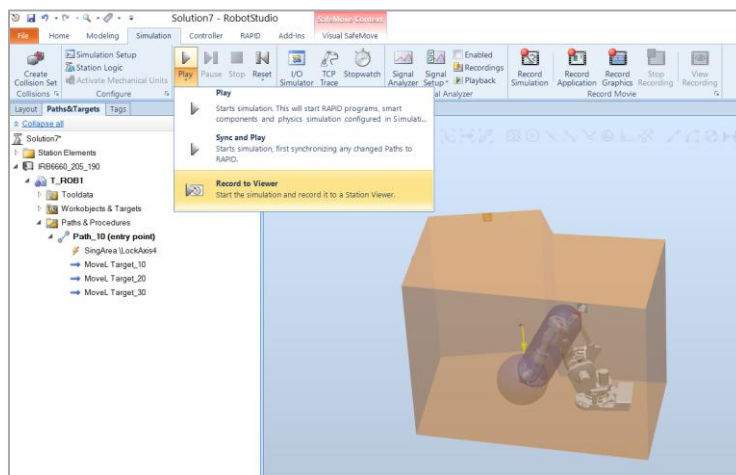 Solution7 - RobotStudio
SafeMove Context
File Home Modeling Simulation Controller RAPID Add-Ins Visual SafeMove
Create Collision Set
Collisions
Simulation Setup
Station Logic
Activate Mechanical Units
Configure
Play
Pause
Stop
Reset
I/O Simulator
TCP Trace
Stopwatch
Signal Analyzer
Signal Setup
Enabled
Recordings
Playback
al Analyzer
Record Simulation
Record Application
Record Graphics
Stop Recording
Record Movie
View Recording
Layout Paths&Targets Tags
Collapse all
Solution7*
Station Elements
IRB6660_205_190
T_ROB1
Tooldata
Workobjects & Targets
Paths & Procedures
Path_10 (entry point)
SingArea \LockAxis4
MoveL Target_10
MoveL Target_20
MoveL Target_30
Play
Starts simulation. This will start RAPID programs, smart
components and physics simulation configured in Simulati...
Sync and Play
Starts simulation, first synchronizing any changed Paths to
RAPID.
Record to Viewer
Start the simulation and record it to a Station Viewer.